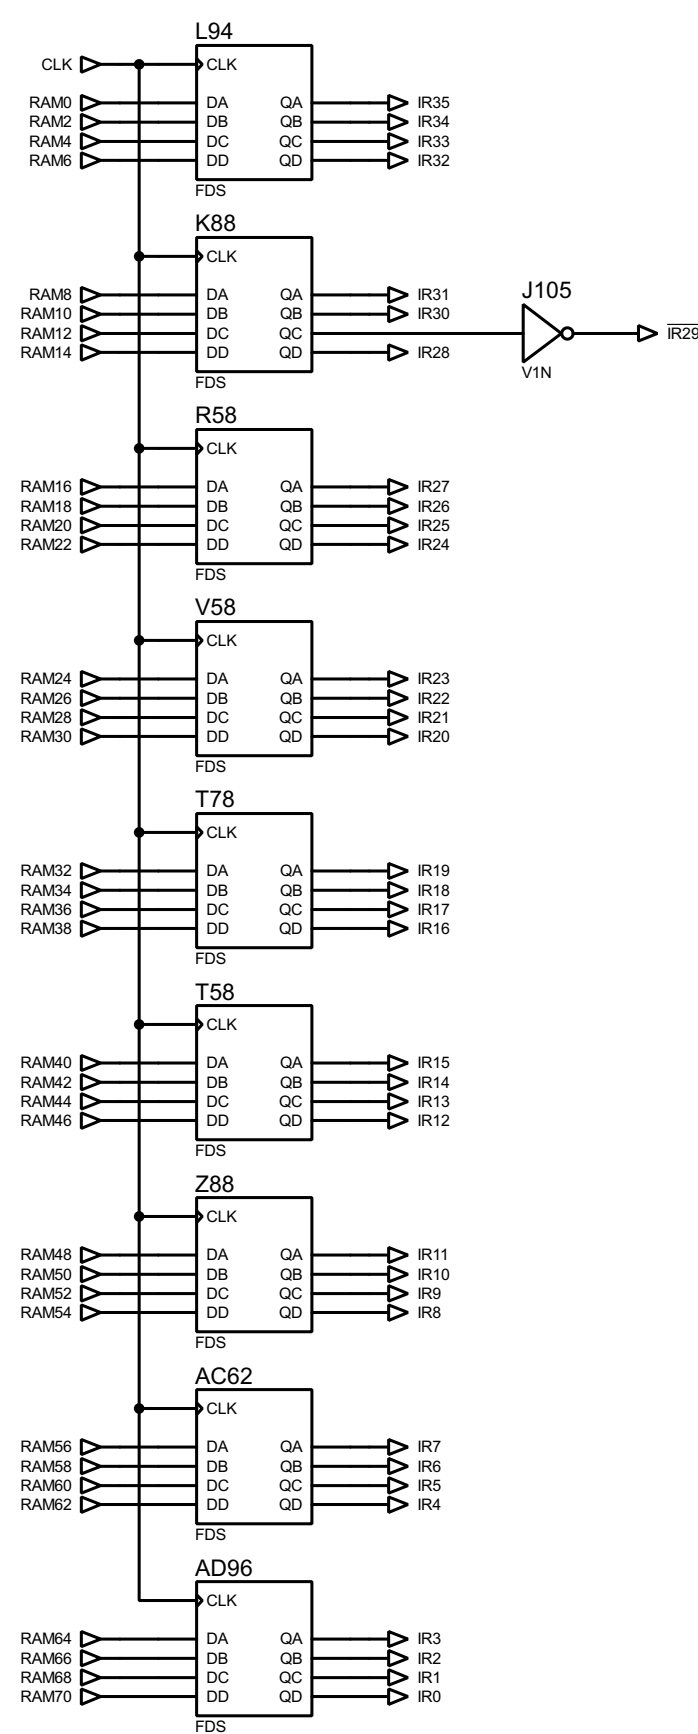 L94
CLK CLK
RAM0 DA QA IR35
RAM2 DB QB IR34
RAM4 DC QC IR33
RAM6 DD QD IR32
FDS
K88
CLK
RAM8 DA QA IR31
RAM10 DB QB IR30
J105
RAM12 DC QC IR29
RAM14 DD QD IR28
V1N
FDS
R58
CLK
RAM16 DA QA IR27
RAM18 DB QB IR26
RAM20 DC QC IR25
RAM22 DD QD IR24
FDS
V58
CLK
RAM24 DA QA IR23
RAM26 DB QB IR22
RAM28 DC QC IR21
RAM30 DD QD IR20
FDS
T78
CLK
RAM32 DA QA IR19
RAM34 DB QB IR18
RAM36 DC QC IR17
RAM38 DD QD IR16
FDS
T58
CLK
RAM40 DA QA IR15
RAM42 DB QB IR14
RAM44 DC QC IR13
RAM46 DD QD IR12
FDS
Z88
CLK
RAM48 DA QA IR11
RAM50 DB QB IR10
RAM52 DC QC IR9
RAM54 DD QD IR8
FDS
AC62
CLK
RAM56 DA QA IR7
RAM58 DB QB IR6
RAM60 DC QC IR5
RAM62 DD QD IR4
FDS
AD96
CLK
RAM64 DA QA IR3
RAM66 DB QB IR2
RAM68 DC QC IR1
RAM70 DD QD IR0
FDS